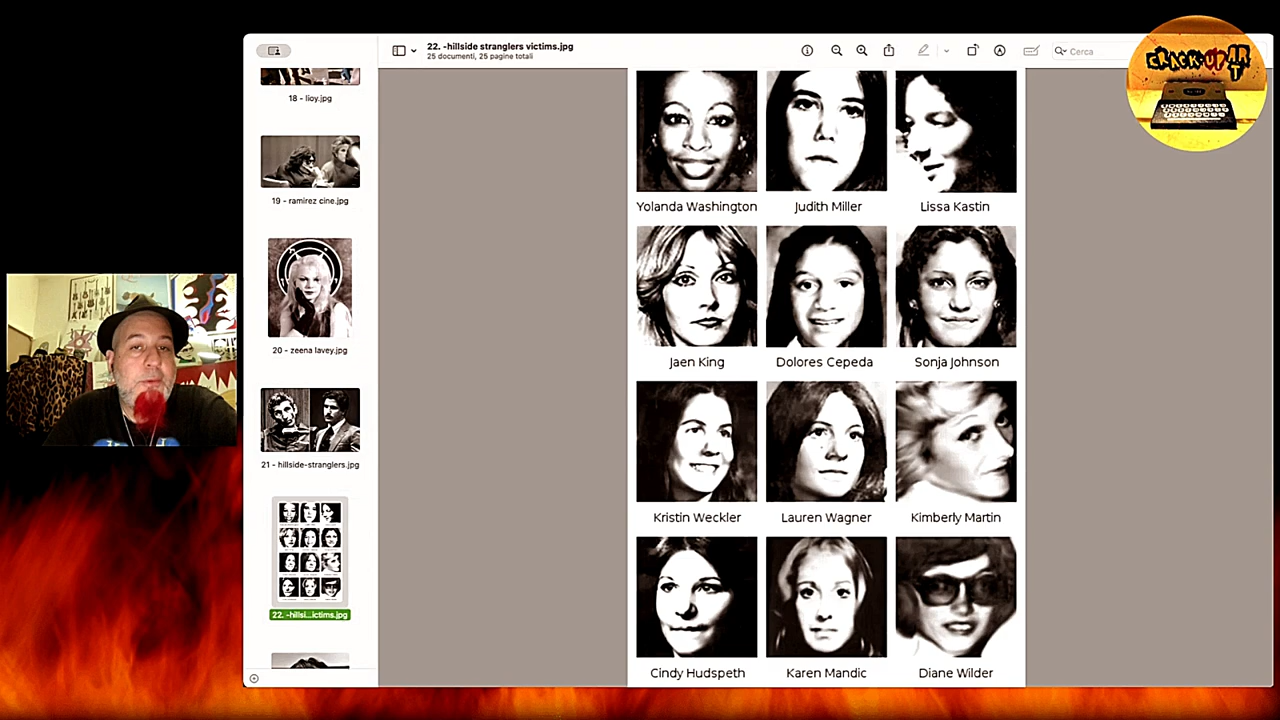 22. -hillside stranglers victims.jpg
25 documenti, 25 pagine totali
Cerca
CRACK-UP
18 - lioy.jpg
19 - ramirez cine.jpg
20 - zeena lavey.jpg
21 - hillside-stranglers.jpg
22. -hillsi...ictims.jpg
Yolanda Washington
Judith Miller
Lissa Kastin
Jaen King
Dolores Cepeda
Sonja Johnson
Kristin Weckler
Lauren Wagner
Kimberly Martin
Cindy Hudspeth
Karen Mandic
Diane Wilder